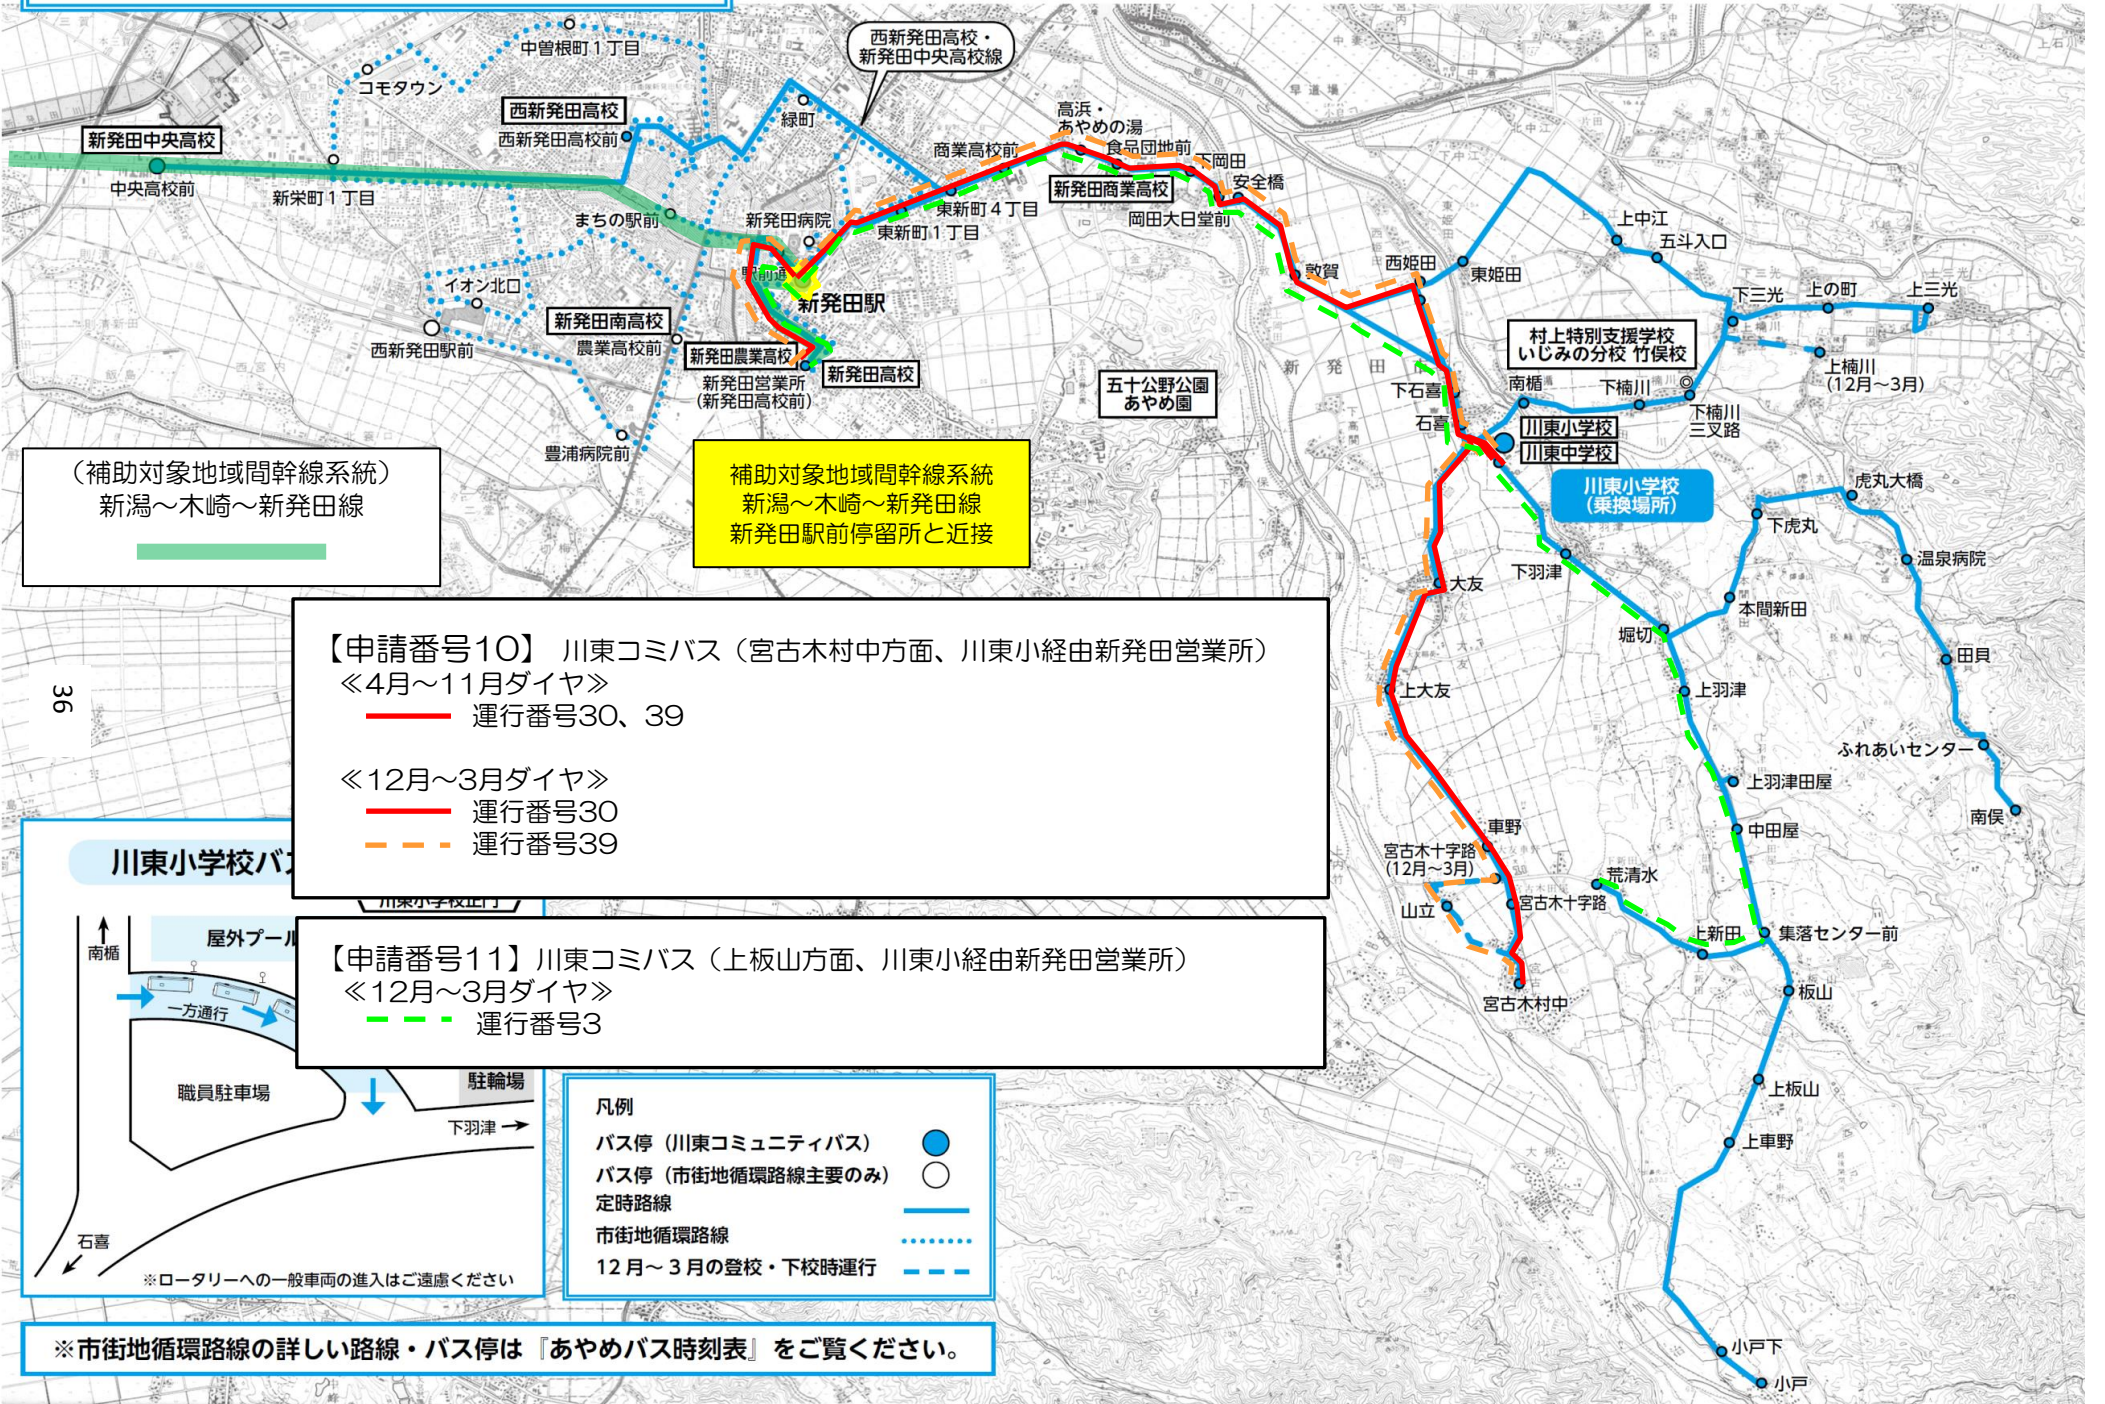 中曽根町1丁目
コモタウン
西新発田高校・
新発田中央高校線
西新発田高校
西新発田高校前
緑町
新発田中央高校
中央高校前
新栄町1丁目
まちの駅前
新発田病院
駅前通
新発田駅
商業高校前
高浜・
あやめの湯
食品団地前
新発田商業高校
東新町4丁目
東新町1丁目
下岡田
安全橋
岡田大日堂前
敦賀
西姫田
東姫田
上中江
五斗入口
下三光
上の町
上三光
上楠川
(12月～3月)
村上特別支援学校
いじみの分校 竹俣校
イオン北口
西新発田駅前
新発田南高校
農業高校前
新発田農業高校
新発田営業所
(新発田高校前)
新発田高校
豊浦病院前
五十公野公園
あやめ園
新発田市
下石喜
石喜
南楯
下楠川
下楠川
三叉路
川東小学校
川東中学校
川東小学校
(乗換場所)
虎丸大橋
下虎丸
温泉病院
本間新田
田貝
ふれあいセンター
南俣
下羽津
堀切
上羽津
上羽津田屋
中田屋
大友
上大友
車野
宮古木十字路
(12月～3月)
宮古木十字路
山立
宮古木村中
荒清水
上新田
集落センター前
板山
上板山
上車野
小戸下
小戸
（補助対象地域間幹線系統）
新潟～木崎～新発田線
補助対象地域間幹線系統
新潟～木崎～新発田線
新発田駅前停留所と近接
36
【申請番号10】 川東コミバス（宮古木村中方面、川東小経由新発田営業所）
≪4月～11月ダイヤ≫
運行番号30、39
≪12月～3月ダイヤ≫
運行番号30
運行番号39
【申請番号11】川東コミバス（上板山方面、川東小経由新発田営業所）
≪12月～3月ダイヤ≫
運行番号3
川東小学校バス
川東小学校正門
南楯
屋外プール
一方通行
職員駐車場
駐輪場
下羽津
石喜
※ロータリーへの一般車両の進入はご遠慮ください
凡例
バス停（川東コミュニティバス）
バス停（市街地循環路線主要のみ）
定時路線
市街地循環路線
12月～3月の登校・下校時運行
※市街地循環路線の詳しい路線・バス停は『あやめバス時刻表』をご覧ください。